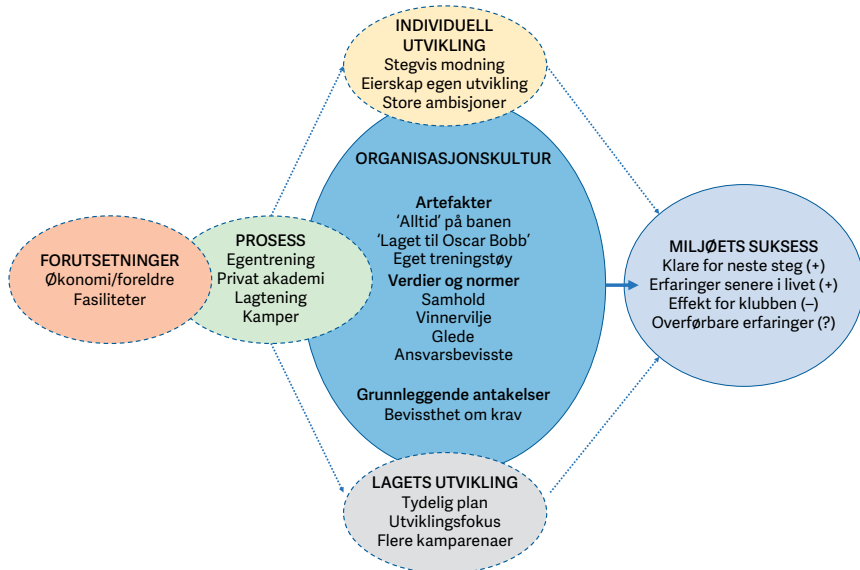 INDIVIDUELL
UTVIKLING
Stegvis modning
Eierskap egen utvikling
Store ambisjoner
ORGANISASJONSKULTUR
Artefakter
'Alltid' på banen
'Laget til Oscar Bobb'
Eget treningstøy
Verdier og normer
Samhold
Vinnervilje
Glede
Ansvarsbevisste
Grunnleggende antakelser
Bevissthet om krav
FORUTSETNINGER
Økonomi/foreldre
Fasiliteter
PROSESS
Egentrening
Privat akademi
Lagtening
Kamper
MILJØETS SUKSESS
Klare for neste steg (+)
Erfaringer senere i livet (+)
Effekt for klubben (–)
Overførbare erfaringer (?)
LAGETS UTVIKLING
Tydelig plan
Utviklingsfokus
Flere kamparenaer